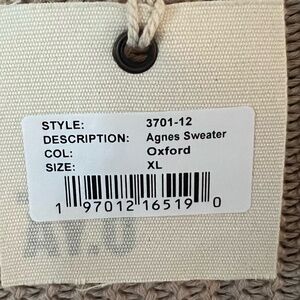 STYLE: 3701-12
DESCRIPTION: Agnes Sweater
COL: Oxford
SIZE: XL
1 97012 16519 0